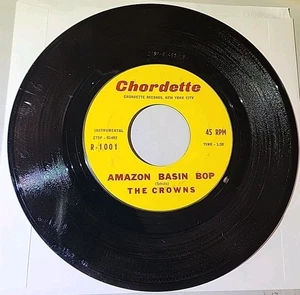 Chordette
CHORDETTE RECORDS, NEW YORK CITY
INSTRUMENTAL
45 RPM
R-1001
AMAZON BASIN BOP
THE CROWNS